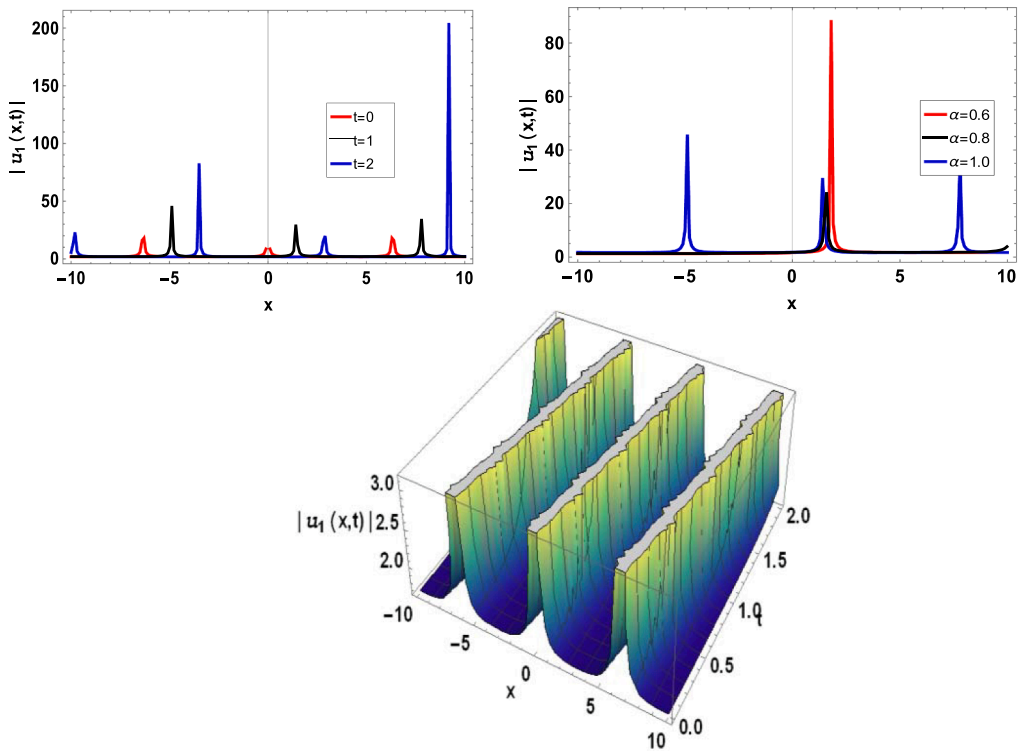 200
150
100
50
0
| u₁ (x,t) |
t=0
t=1
t=2
−10 −5 0 5 10
x
80
60
40
20
0
| u₁ (x,t) |
α=0.6
α=0.8
α=1.0
−10 −5 0 5 10
x
3.0
| u₁ (x,t) | 2.5
2.0
−10
−5
0
5
10
x
2.0
1.5
1.0
t
0.5
0.0